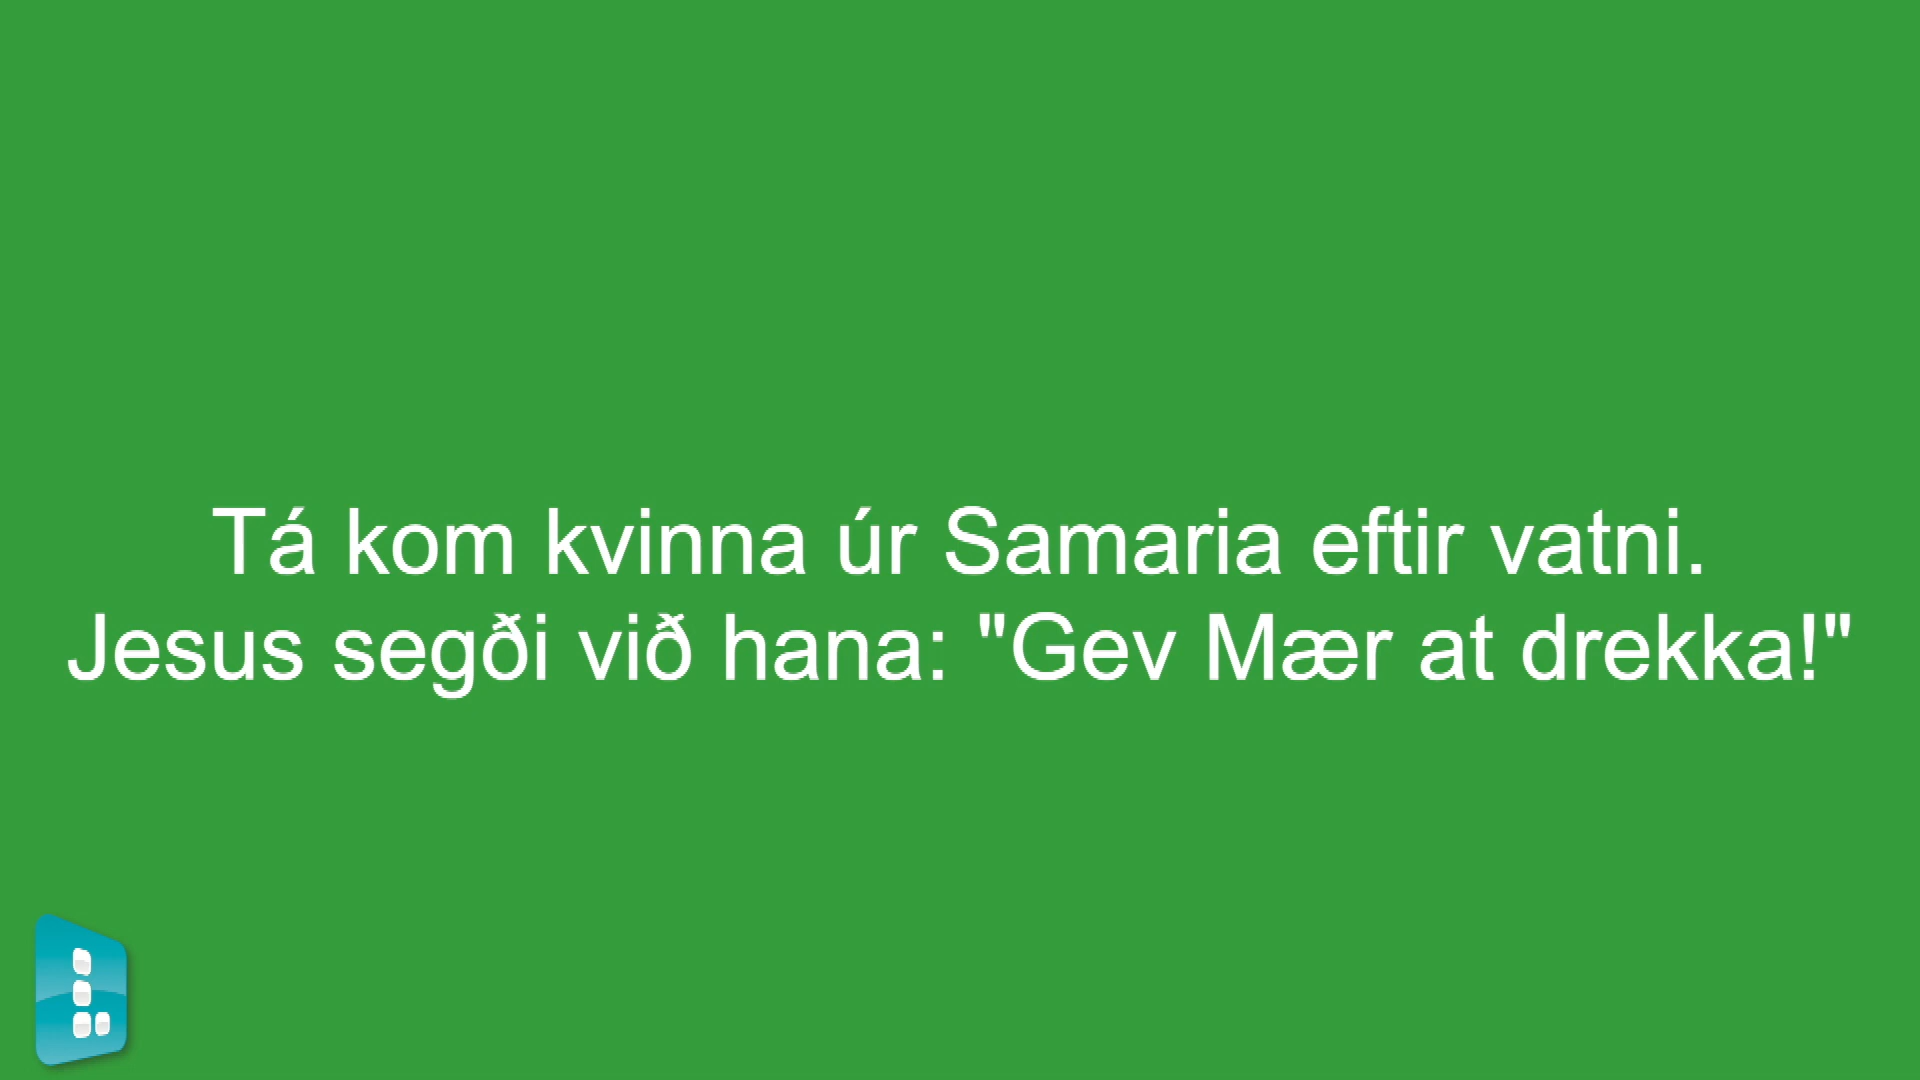 Tá kom kvinna úr Samaria eftir vatni.
Jesus segði við hana: "Gev Mær at drekka!"